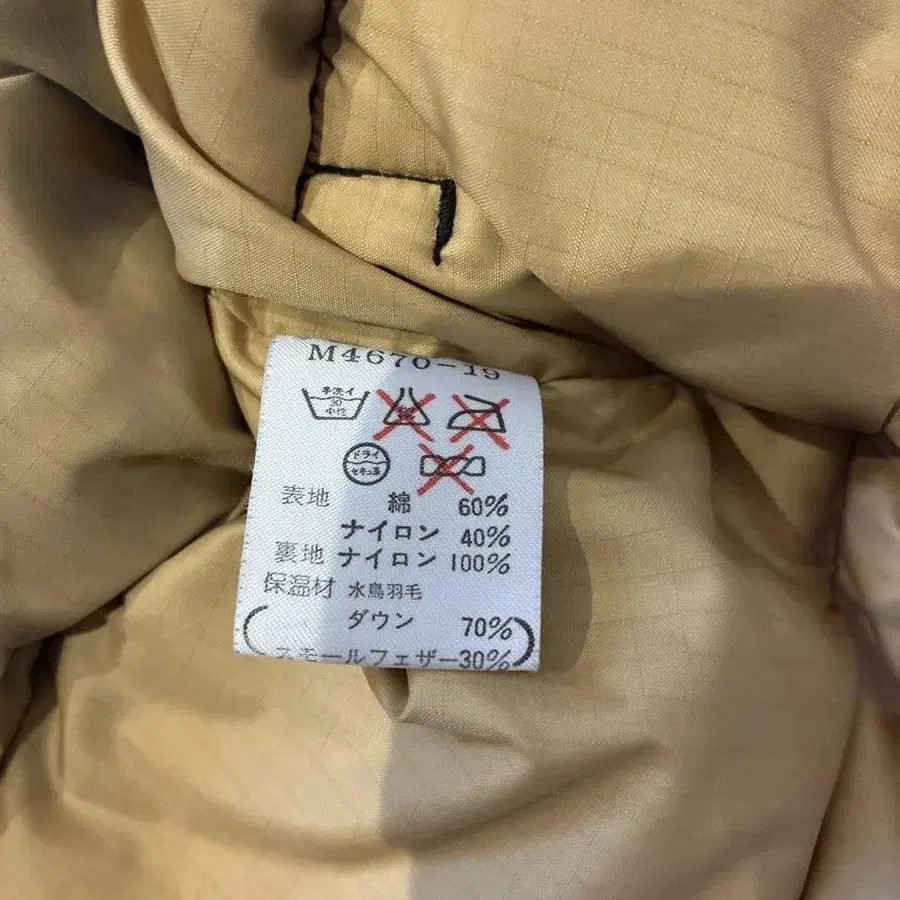 M4670-19
手洗イ
30
中性
ドライ
セキユ系
表地 綿 60%
ナイロン 40%
裏地 ナイロン 100%
保温材 水鳥羽毛
ダウン 70%
スモールフェザー30%